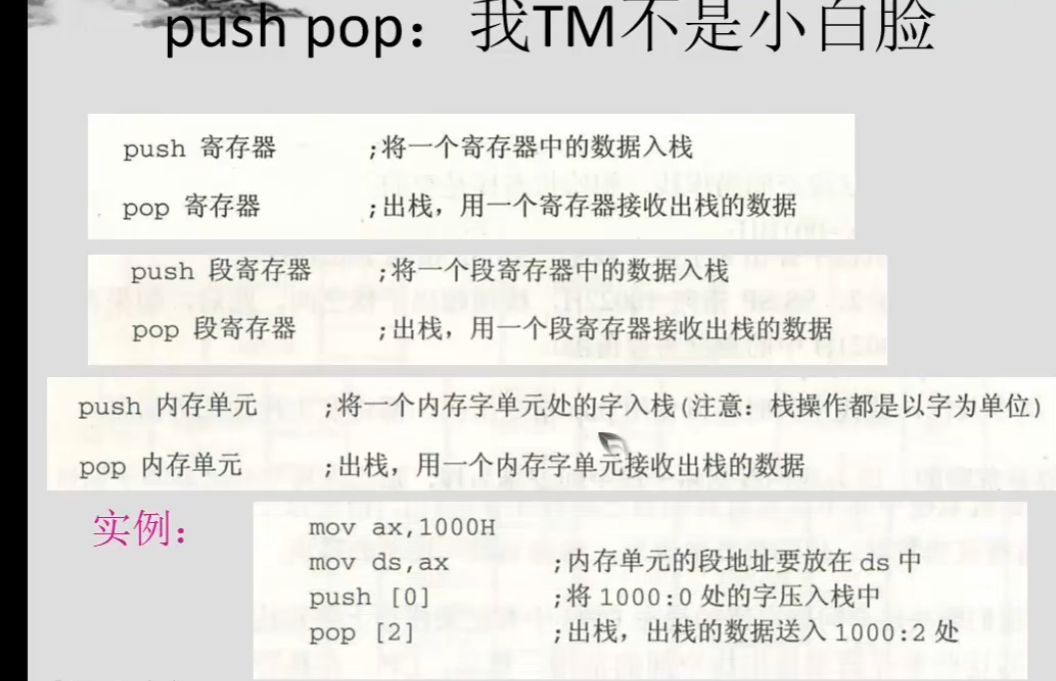 push pop：我TM不是小白脸
push 寄存器 ;将一个寄存器中的数据入栈
pop 寄存器 ;出栈，用一个寄存器接收出栈的数据
push 段寄存器 ;将一个段寄存器中的数据入栈
pop 段寄存器 ;出栈，用一个段寄存器接收出栈的数据
push 内存单元 ;将一个内存字单元处的字入栈(注意：栈操作都是以字为单位)
pop 内存单元 ;出栈，用一个内存字单元接收出栈的数据
实例：
mov ax,1000H
mov ds,ax ;内存单元的段地址要放在 ds 中
push [0] ;将 1000:0 处的字压入栈中
pop [2] ;出栈，出栈的数据送入 1000:2 处